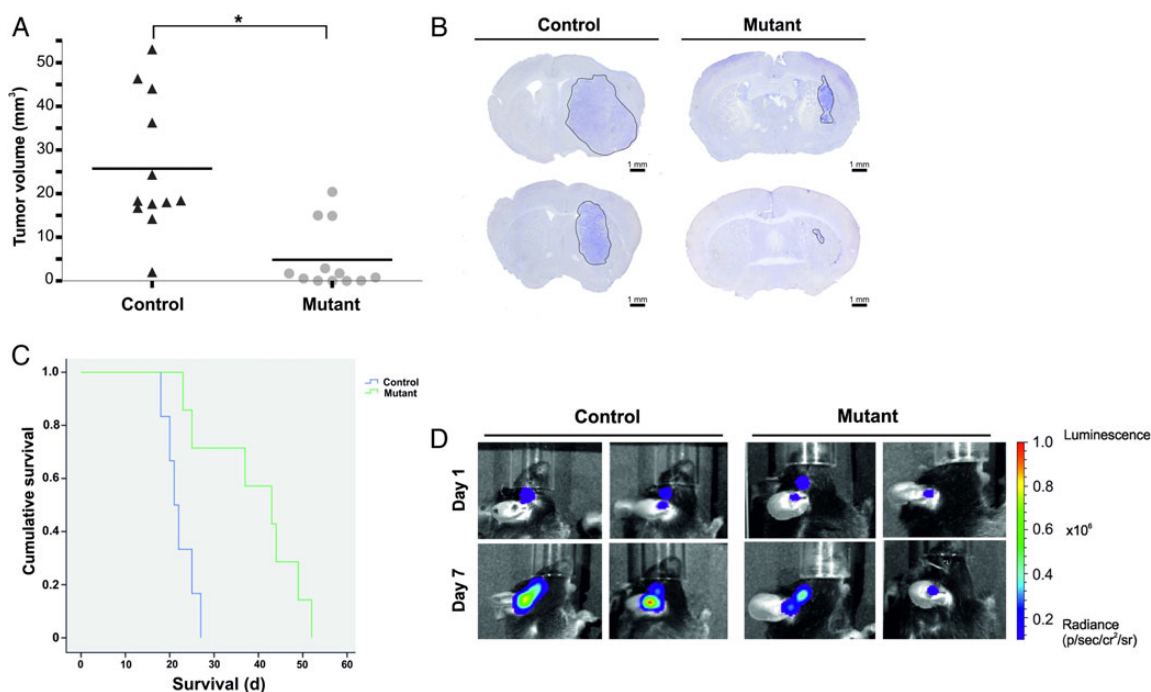 A
*
Tumor volume (mm³)
50
40
30
20
10
0
Control
Mutant
B
Control
Mutant
1 mm
1 mm
1 mm
1 mm
C
Cumulative survival
1.0
0.8
0.6
0.4
0.2
0
0 10 20 30 40 50 60
Survival (d)
Control
Mutant
D
Control
Mutant
Day 1
Day 7
Luminescence
1.0
0.8
x10⁶
0.6
0.4
0.2
Radiance
(p/sec/cr²/sr)